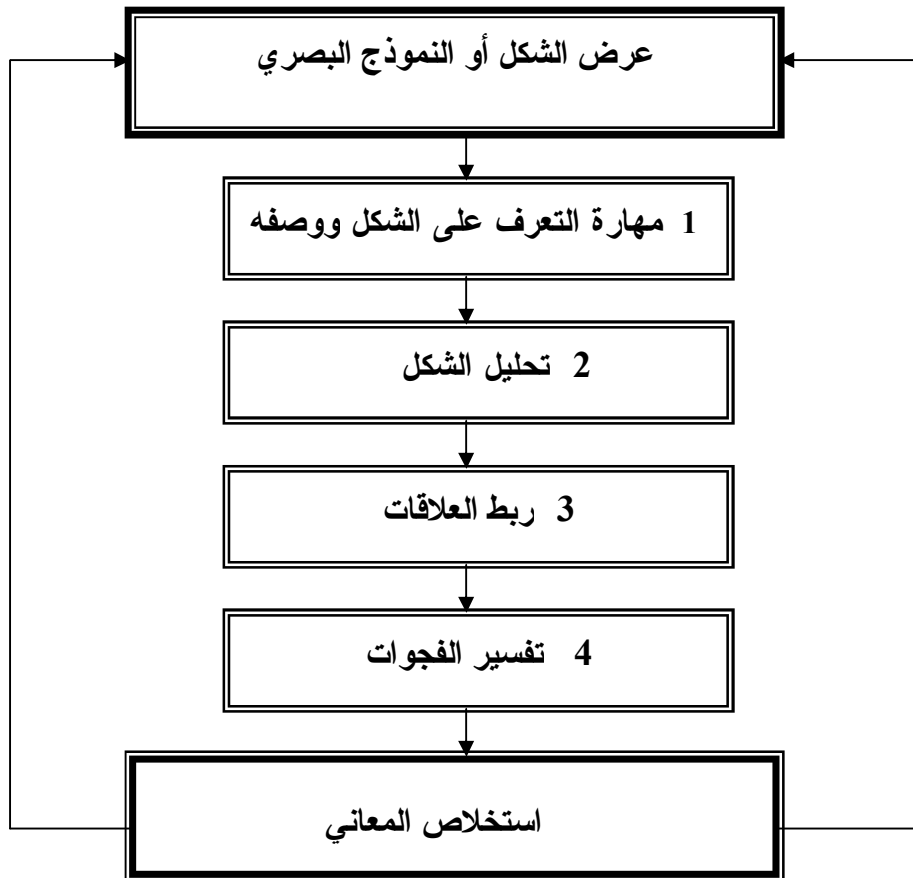 عرض الشكل أو النموذج البصري
1 مهارة التعرف على الشكل ووصفه
2 تحليل الشكل
3 ربط العلاقات
4 تفسير الفجوات
استخلاص المعاني